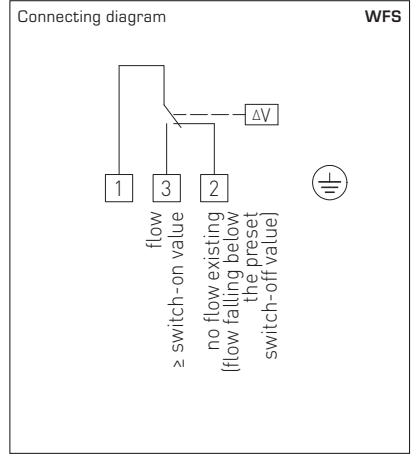 Connecting diagram
WFS
ΔV
1
3
2
flow
≥ switch-on value
no flow existing
(flow falling below
the preset
switch-off value)